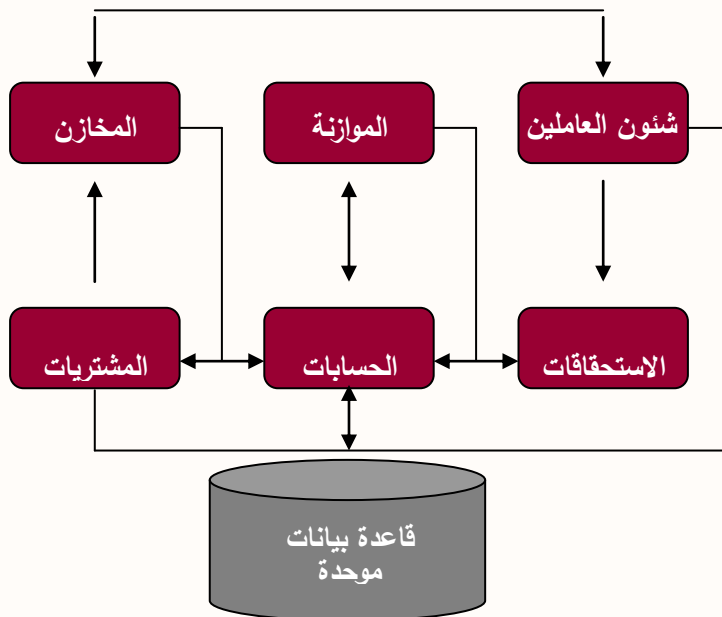 شئون العاملين
الموازنة
المخازن
الاستحقاقات
الحسابات
المشتريات
قاعدة بيانات
موحدة